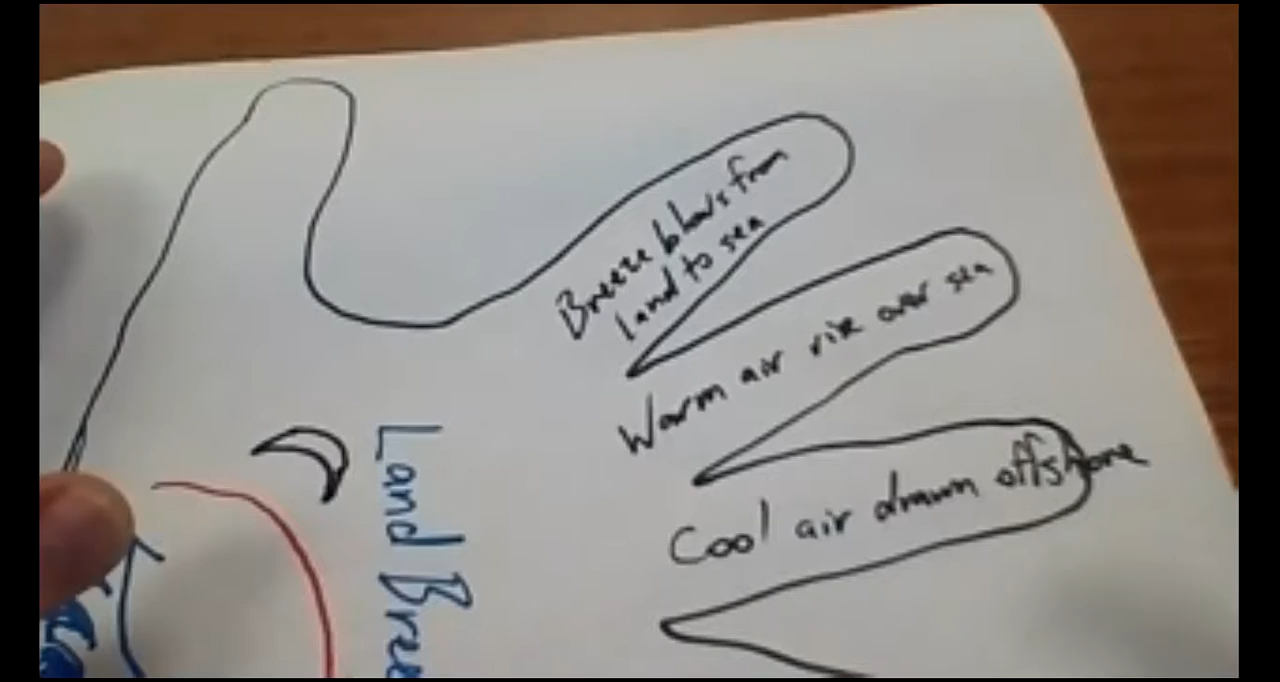 Breeze blows from
land to sea
Warm air rise over sea
Cool air drawn offshore
Land Bree